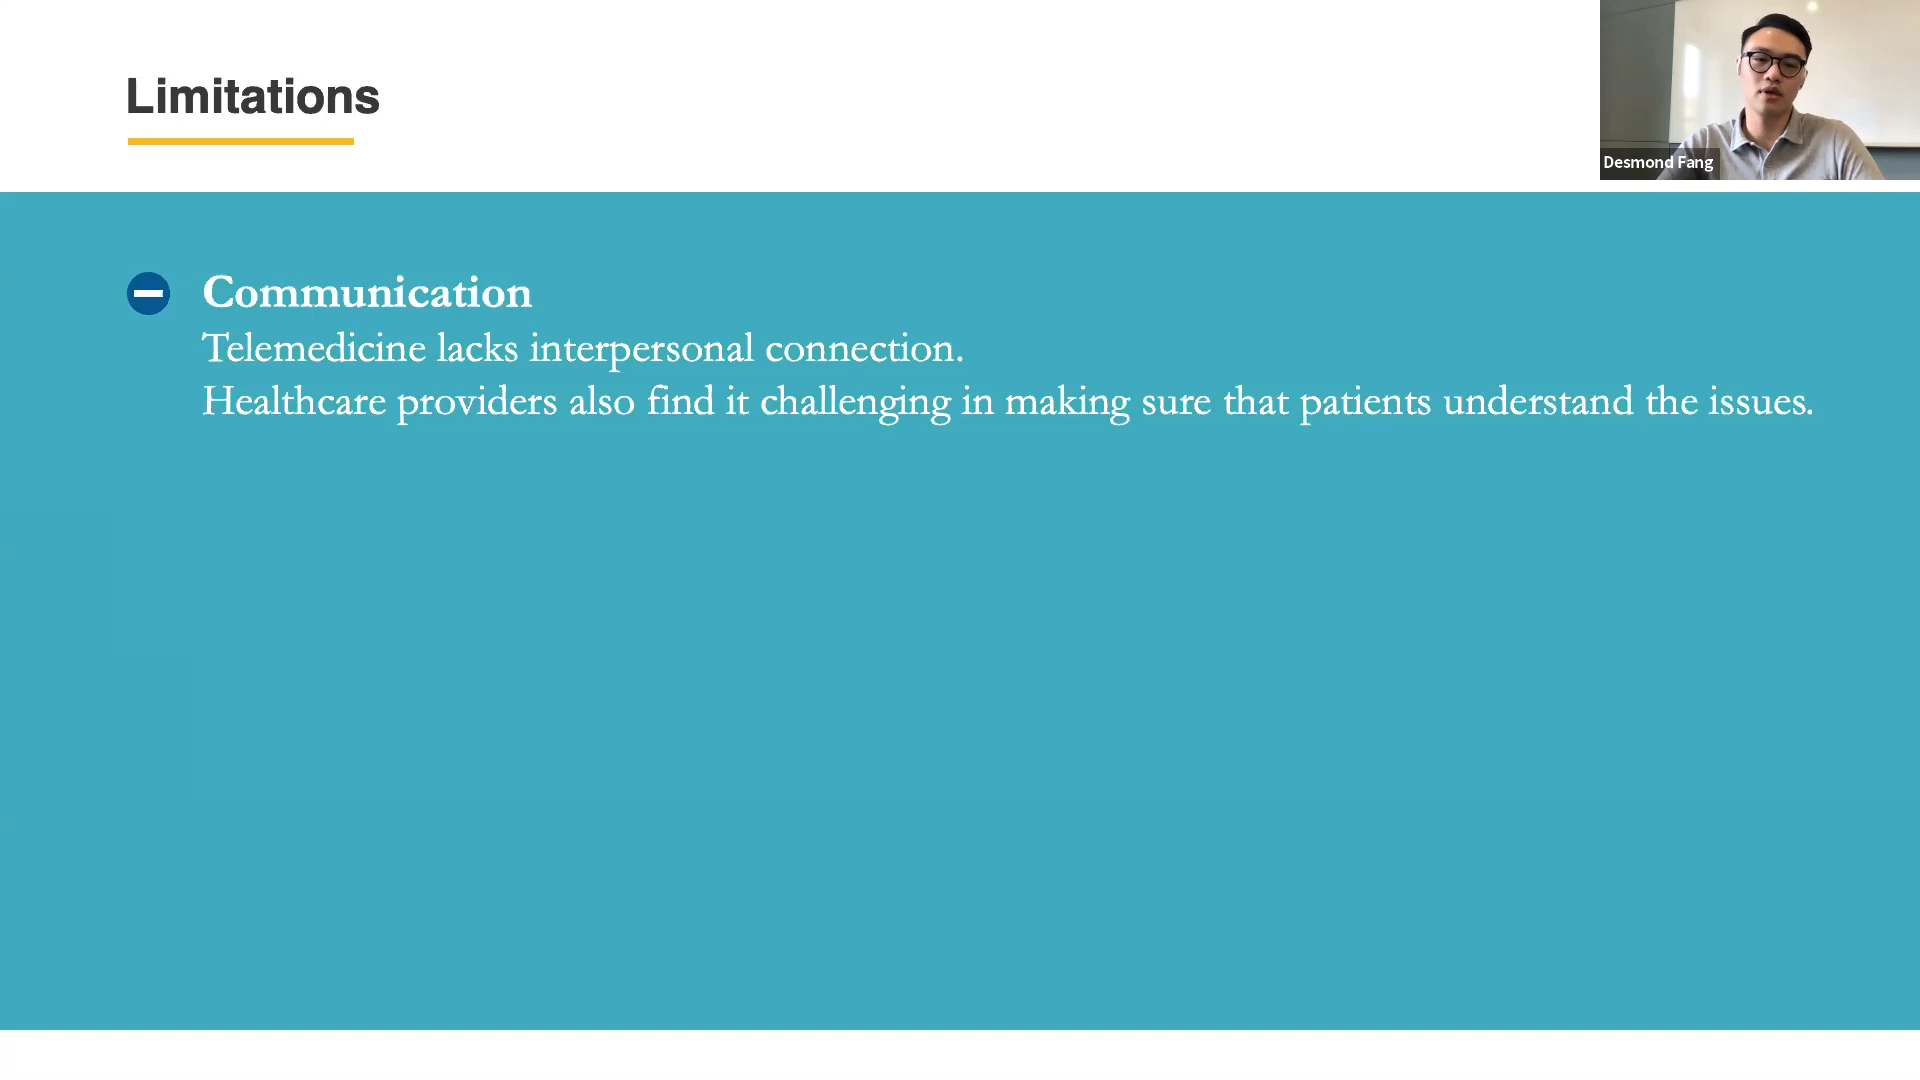 Limitations
Desmond Fang
Communication
Telemedicine lacks interpersonal connection.
Healthcare providers also find it challenging in making sure that patients understand the issues.